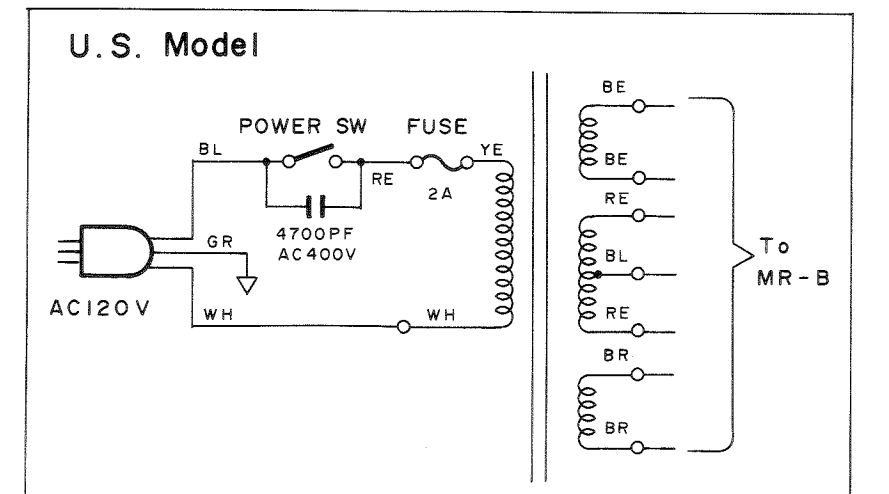 U.S. Model
POWER SW
FUSE
BL
RE
YE
2A
4700PF
AC400V
GR
AC120V
WH
WH
BE
BE
RE
BL
RE
BR
BR
To
MR-B